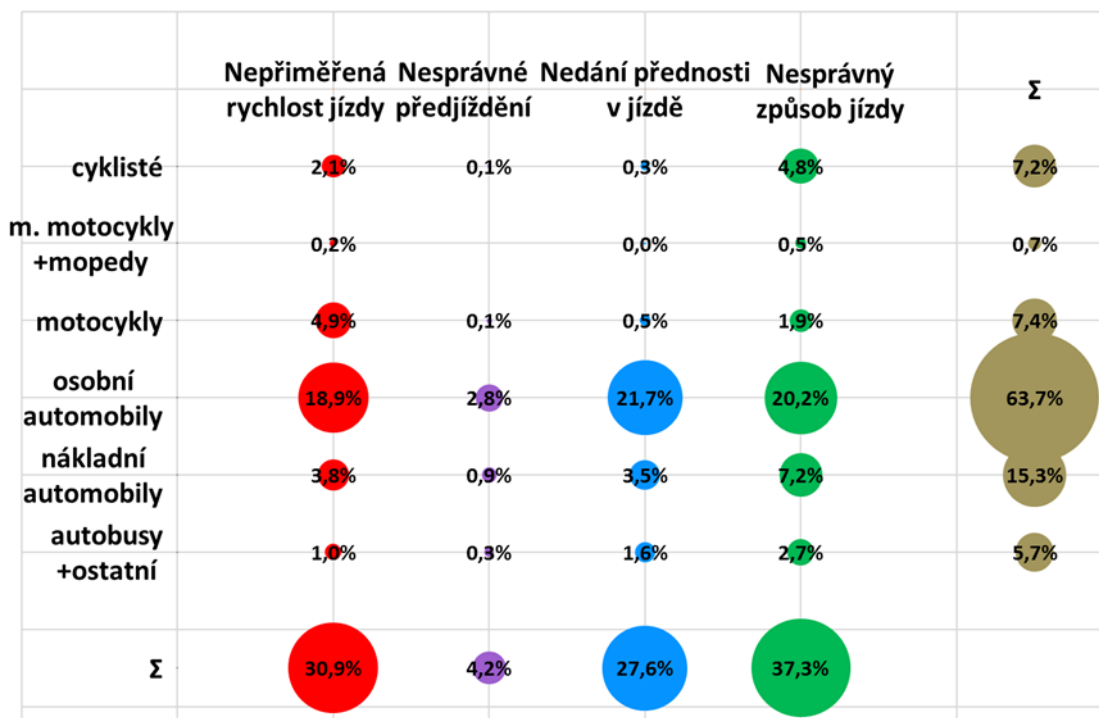 Nepřiměřená Nesprávné Nedání přednosti Nesprávný
rychlost jízdy předjíždění v jízdě způsob jízdy Σ
cyklisté 2,1% 0,1% 0,3% 4,8% 7,2%
m. motocykly
+mopedy 0,2% 0,0% 0,5% 0,7%
motocykly 4,9% 0,1% 0,5% 1,9% 7,4%
osobní
automobily 18,9% 2,8% 21,7% 20,2% 63,7%
nákladní
automobily 3,8% 0,9% 3,5% 7,2% 15,3%
autobusy
+ostatní 1,0% 0,3% 1,6% 2,7% 5,7%
Σ 30,9% 4,2% 27,6% 37,3%